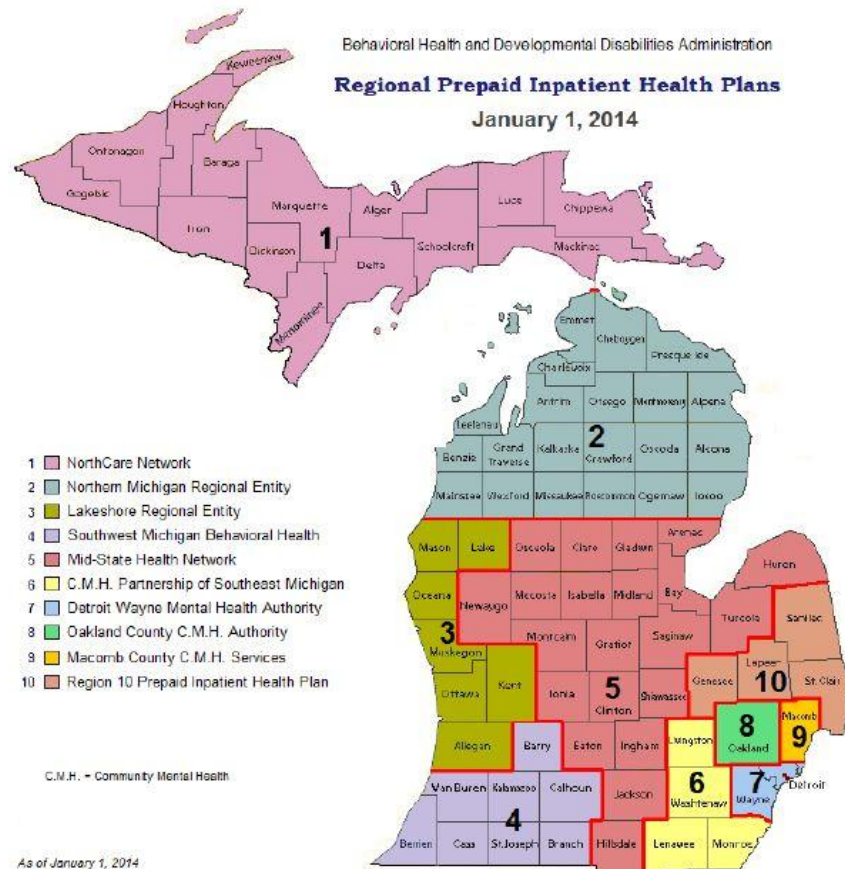 Behavioral Health and Developmental Disabilities Administration
Regional Prepaid Inpatient Health Plans
January 1, 2014
Keweenaw
Houghton
Ontonagon
Baraga
Gogebic
Marquette
Alger
Luce
Chippewa
Iron
1
Schoolcraft
Mackinac
Dickinson
Delta
Menominee
Emmet
Cheboygan
Presque Isle
Charlevoix
Antrim
Otsego
Montmorency
Alpena
Leelanau
2
Benzie
Grand Traverse
Kalkaska
Crawford
Oscoda
Alcona
Manistee
Wexford
Missaukee
Roscommon
Ogemaw
Iosco
1 NorthCare Network
2 Northern Michigan Regional Entity
3 Lakeshore Regional Entity
4 Southwest Michigan Behavioral Health
5 Mid-State Health Network
6 C.M.H. Partnership of Southeast Michigan
7 Detroit Wayne Mental Health Authority
8 Oakland County C.M.H. Authority
9 Macomb County C.M.H. Services
10 Region 10 Prepaid Inpatient Health Plan
Mason
Lake
Osceola
Clare
Gladwin
Arenac
Huron
Oceana
Newaygo
Mecosta
Isabella
Midland
Bay
Tuscola
Sanilac
3
Muskegon
Montcalm
Gratiot
Saginaw
Lapeer
Ottawa
Kent
Ionia
5
Clinton
Shiawassee
Genesee
10
St. Clair
Allegan
Barry
Eaton
Ingham
Livingston
8
Oakland
Macomb
9
C.M.H. = Community Mental Health
Van Buren
Kalamazoo
Calhoun
Jackson
6
Washtenaw
7
Wayne
Detroit
4
Berrien
Cass
St. Joseph
Branch
Hillsdale
Lenawee
Monroe
As of January 1, 2014